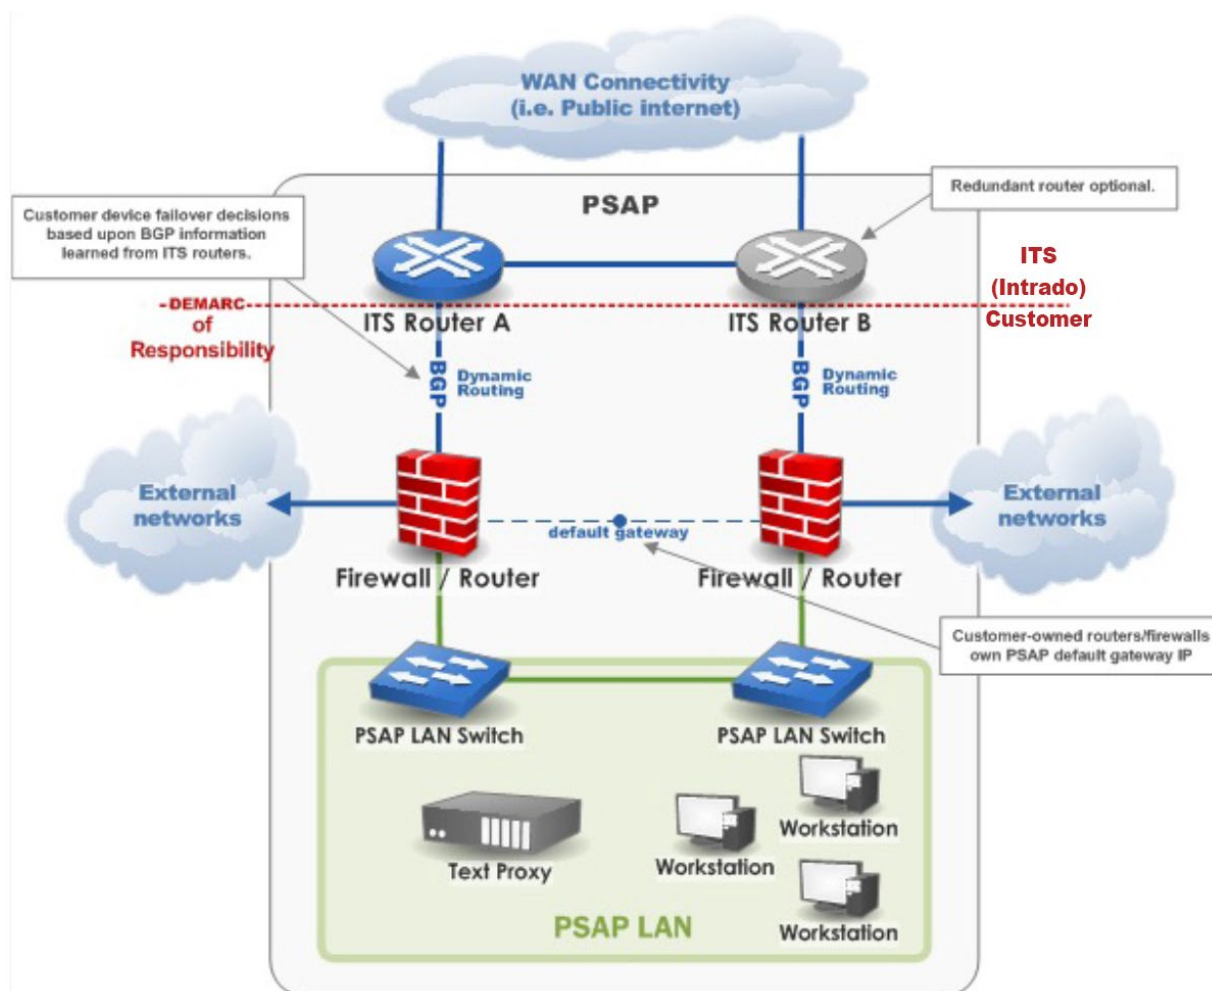 WAN Connectivity
(i.e. Public internet)
PSAP
Redundant router optional.
Customer device failover decisions
based upon BGP information
learned from ITS routers.
ITS
(Intrado)
DEMARC
of
Responsibility
Customer
ITS Router A
ITS Router B
BGP
Dynamic
Routing
BGP
Dynamic
Routing
External
networks
External
networks
default gateway
Firewall / Router
Firewall / Router
Customer-owned routers/firewalls
own PSAP default gateway IP
PSAP LAN Switch
PSAP LAN Switch
Text Proxy
Workstation
Workstation
Workstation
PSAP LAN